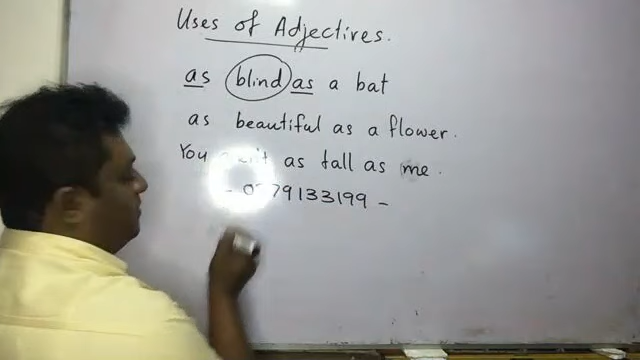 Uses of Adjectives.
as blind as a bat
as beautiful as a flower.
You as tall as me.
79133199 -